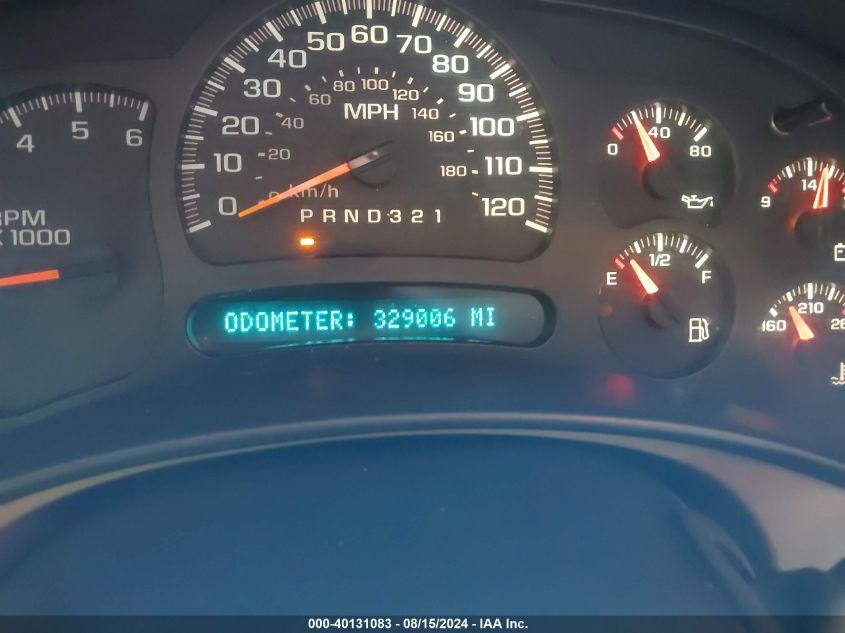 10 20 30 40 50 60 70 80 90 100 110 120
0
20 40 60 80 100 120 140 160 180
0 km/h
MPH
P R N D 3 2 1
4 5 6
RPM
X 1000
0 40 80
9 14
E 1/2 F
160 210
ODOMETER: 329006 MI
000-40131083 - 08/15/2024 - IAA Inc.